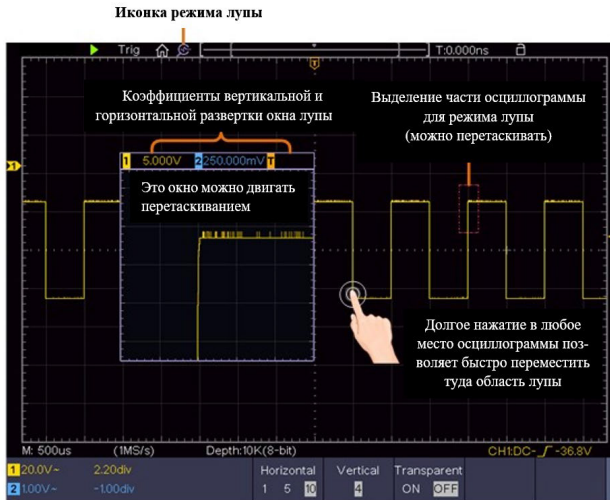 Иконка режима лупы
Trig T:0.000ns
T
Коэффициенты вертикальной и
горизонтальной развертки окна лупы
Выделение части осциллограммы
для режима лупы
(можно перетаскивать)
1 5.000V 2 250.000mV T
1
Это окно можно двигать
перетаскиванием
Долгое нажатие в любое
место осциллограммы поз-
воляет быстро переместить
туда область лупы
M: 500us (1MS/s) Depth:10K(8-bit) CH1:DC- -36.8V
1 20.0V~ 2.20div Horizontal Vertical Transparent
2 1.00V~ -1.00div 1 5 10 4 ON OFF